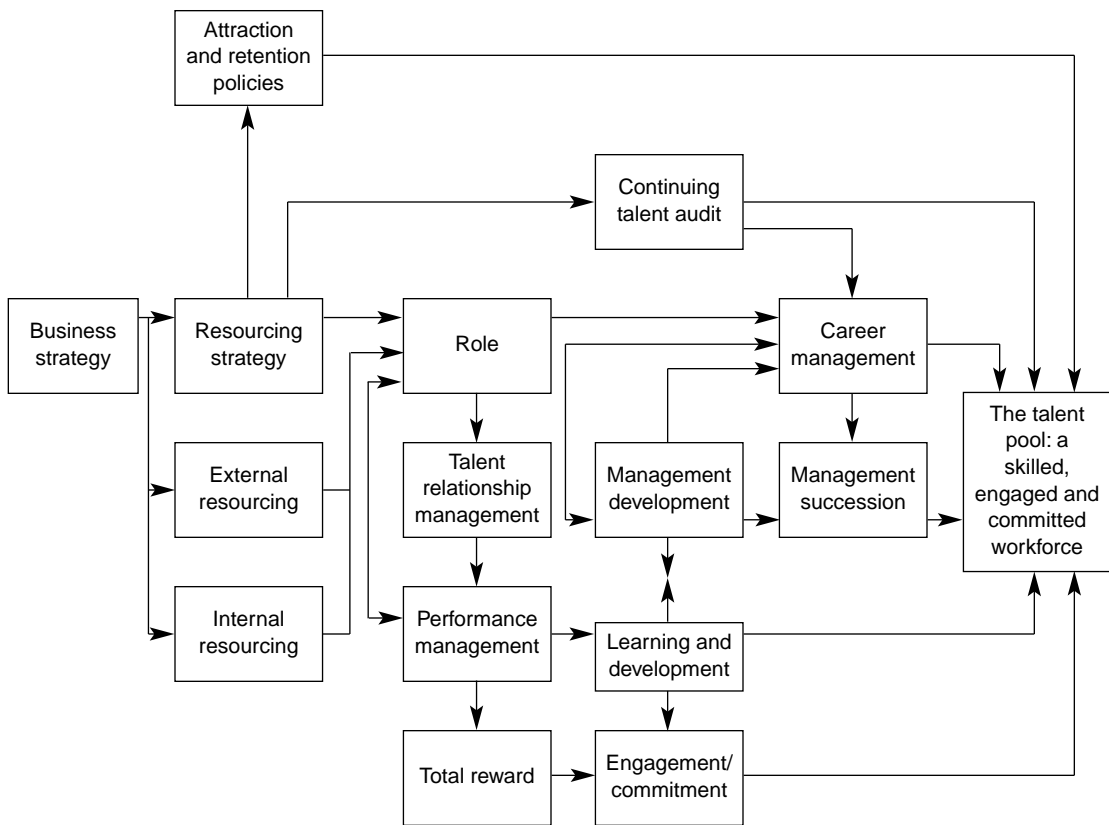 Attraction
and retention
policies
Continuing
talent audit
Business
strategy
Resourcing
strategy
Role
Career
management
The talent
pool: a
skilled,
engaged and
committed
workforce
External
resourcing
Talent
relationship
management
Management
development
Management
succession
Internal
resourcing
Performance
management
Learning and
development
Total reward
Engagement/
commitment